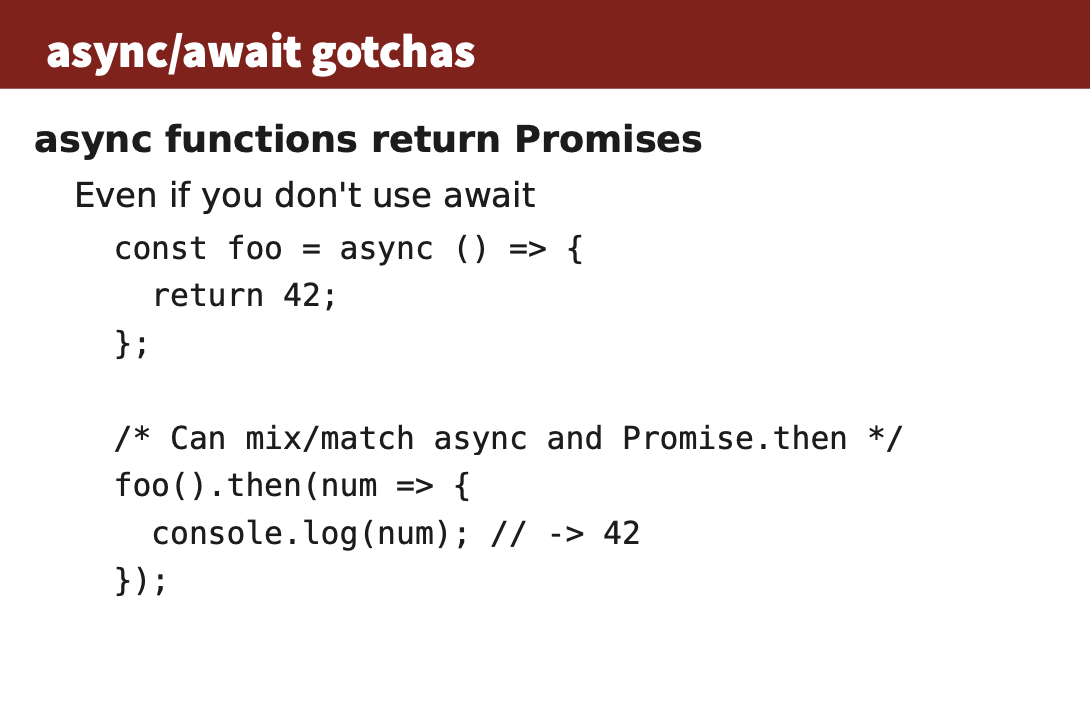 async/await gotchas
async functions return Promises
Even if you don't use await
const foo = async () => {
  return 42;
};

/* Can mix/match async and Promise.then */
foo().then(num => {
  console.log(num); // -> 42
});